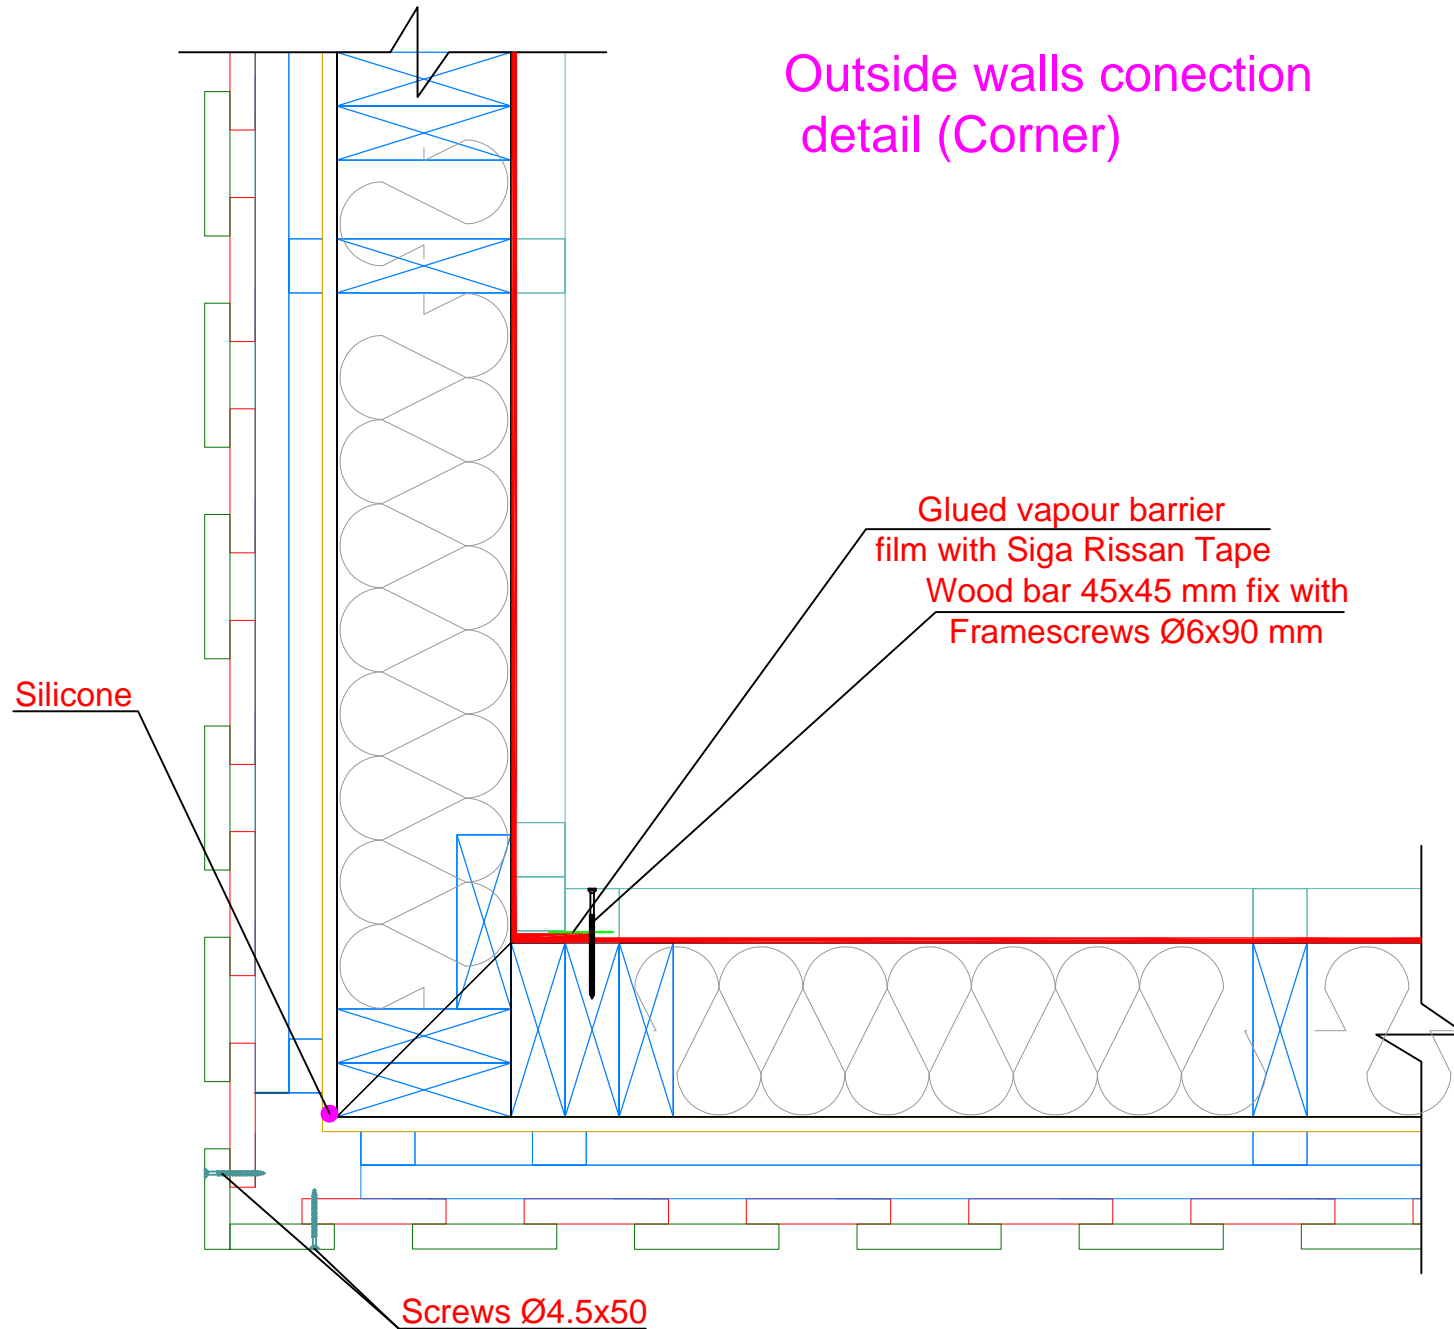 Outside walls conection
detail (Corner)
Glued vapour barrier
film with Siga Rissan Tape
Wood bar 45x45 mm fix with
Framescrews Ø6x90 mm
Silicone
Screws Ø4.5x50